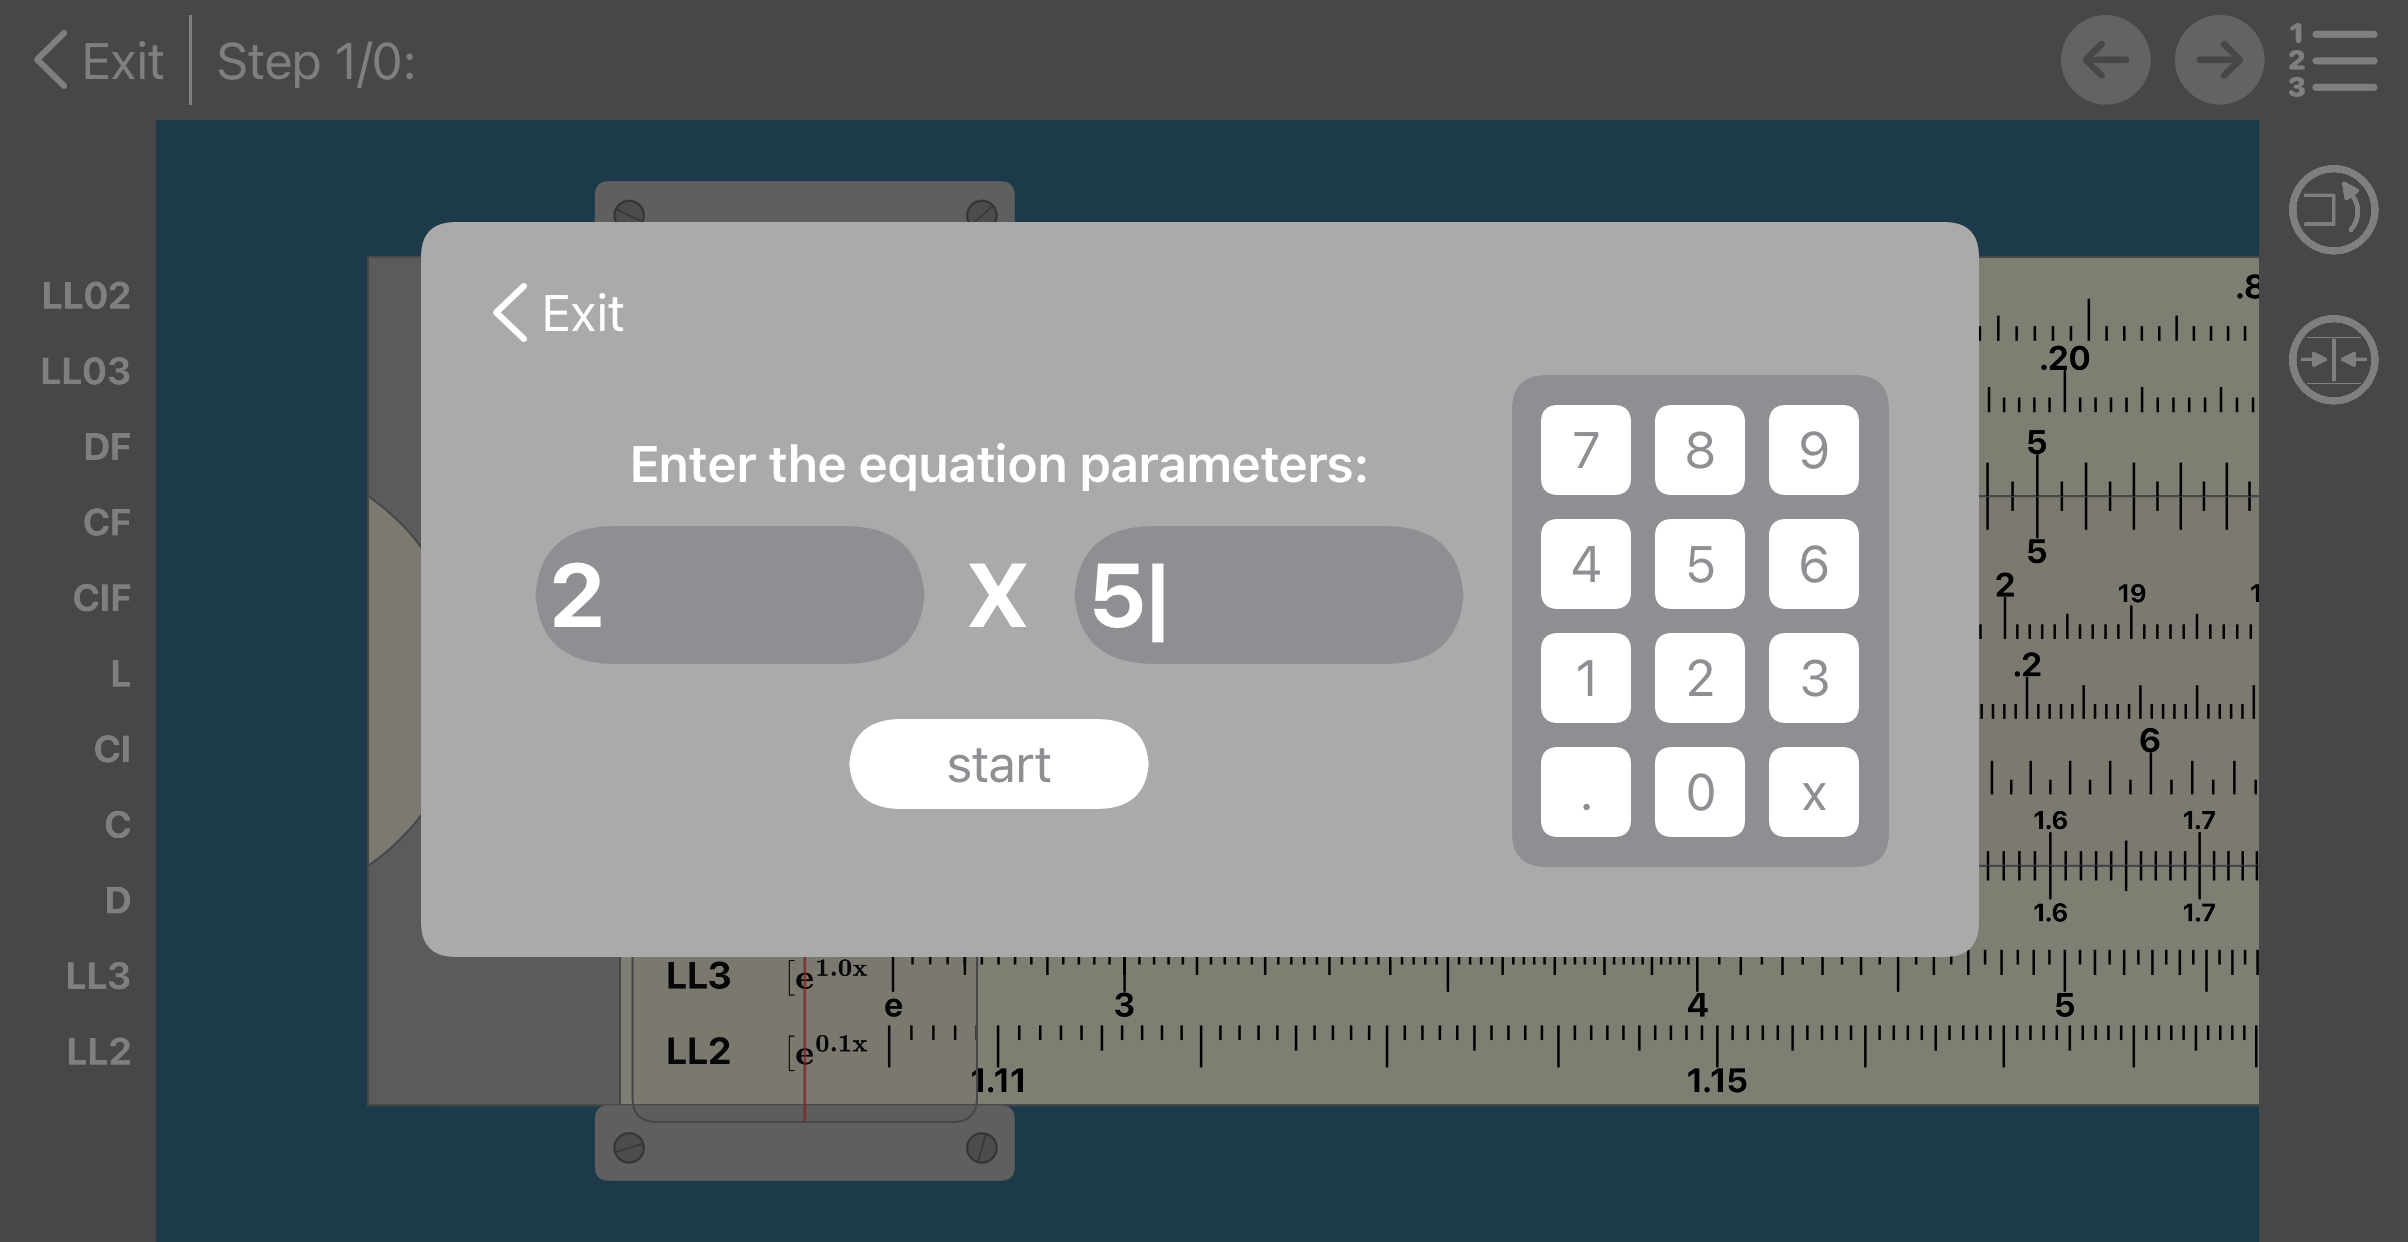 Exit
Step 1/0:
1
2
3
LL02
LL03
DF
CF
CIF
L
CI
C
D
LL3
LL2
Exit
Enter the equation parameters:
2 X 5
start
7 8 9
4 5 6
1 2 3
. 0 x
.8
.20
5
5
2 19 1
.2
6
1.6 1.7
1.6 1.7
LL3 [e^1.0x
e 3 4 5
LL2 [e^0.1x
1.11 1.15